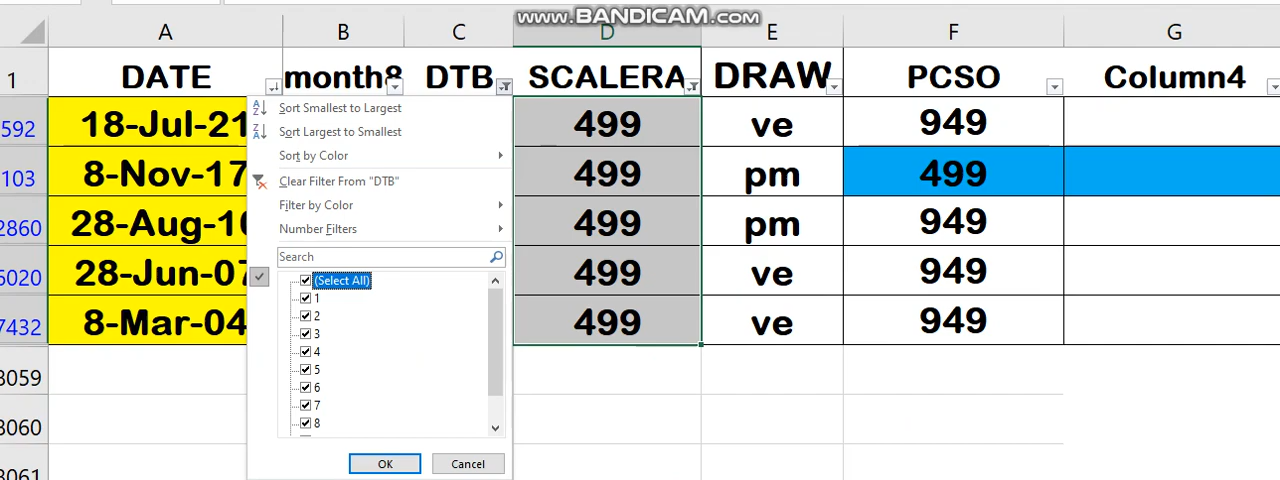 www.BANDICAM.com
A B C D E F G
1 DATE month8 DTB SCALERA DRAW PCSO Column4
592 18-Jul-21 499 ve 949
103 8-Nov-17 499 pm 499
2860 28-Aug-10 499 pm 949
6020 28-Jun-07 499 ve 949
7432 8-Mar-04 499 ve 949
3059
3060
3061
Sort Smallest to Largest
Sort Largest to Smallest
Sort by Color
Clear Filter From "DTB"
Filter by Color
Number Filters
Search
(Select All)
1
2
3
4
5
6
7
8
OK Cancel